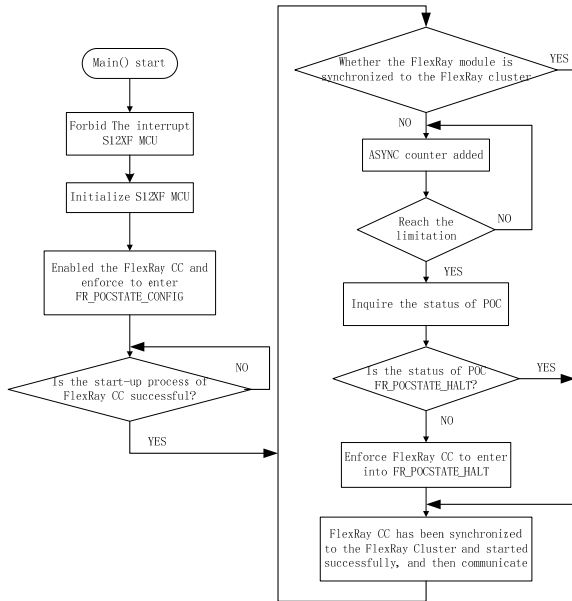 Main() start
Forbid The interrupt
S12XF MCU
Initialize S12XF MCU
Enabled the FlexRay CC and
enforce to enter
FR_POCSTATE_CONFIG
NO
Is the start-up process of
FlexRay CC successful?
YES
Whether the FlexRay module is
synchronized to the FlexRay cluster
YES
NO
ASYNC counter added
Reach the
limitation
NO
YES
Inquire the status of POC
Is the status of POC
FR_POCSTATE_HALT?
YES
NO
Enforce FlexRay CC to enter
into FR_POCSTATE_HALT
FlexRay CC has been synchronized
to the FlexRay Cluster and started
successfully, and then communicate